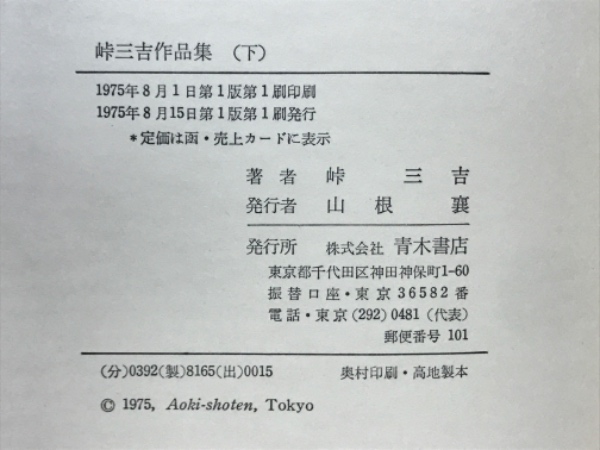 峠三吉作品集 (下)
1975年8月1日第1版第1刷印刷
1975年8月15日第1版第1刷発行
*定価は函・売上カードに表示
著者 峠三吉
発行者 山根襄
発行所 株式会社 青木書店
東京都千代田区神田神保町1-60
振替口座・東京36582番
電話・東京(292)0481(代表)
郵便番号 101
(分)0392(製)8165(出)0015 奥村印刷・高地製本
© 1975, Aoki-shoten, Tokyo